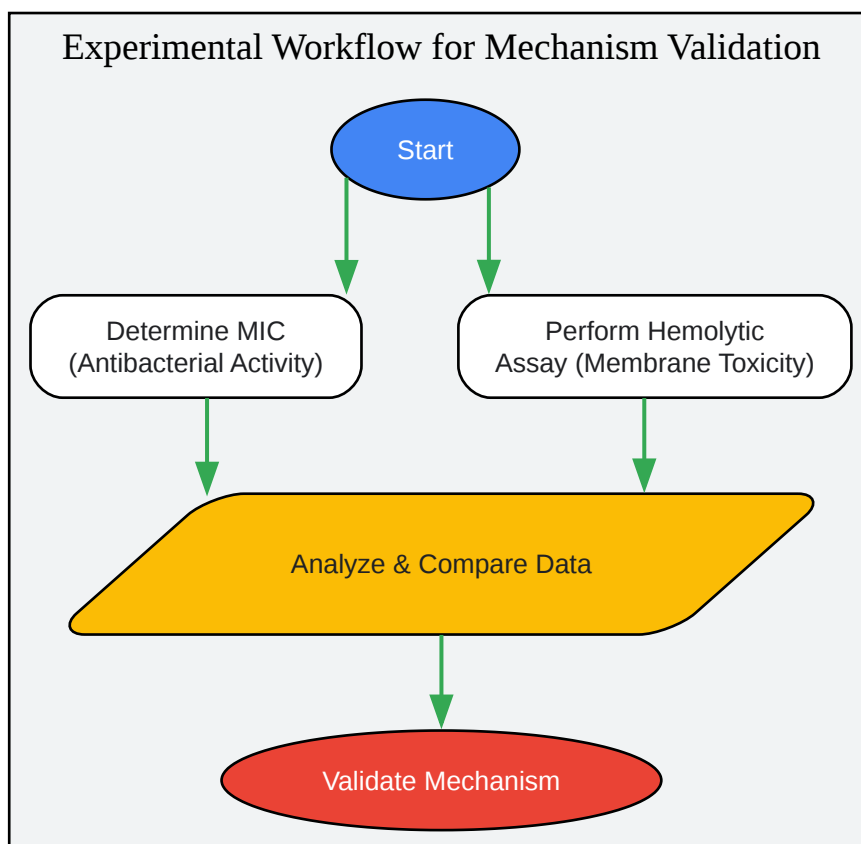 Experimental Workflow for Mechanism Validation
Start
Determine MIC
(Antibacterial Activity)
Perform Hemolytic
Assay (Membrane Toxicity)
Analyze & Compare Data
Validate Mechanism